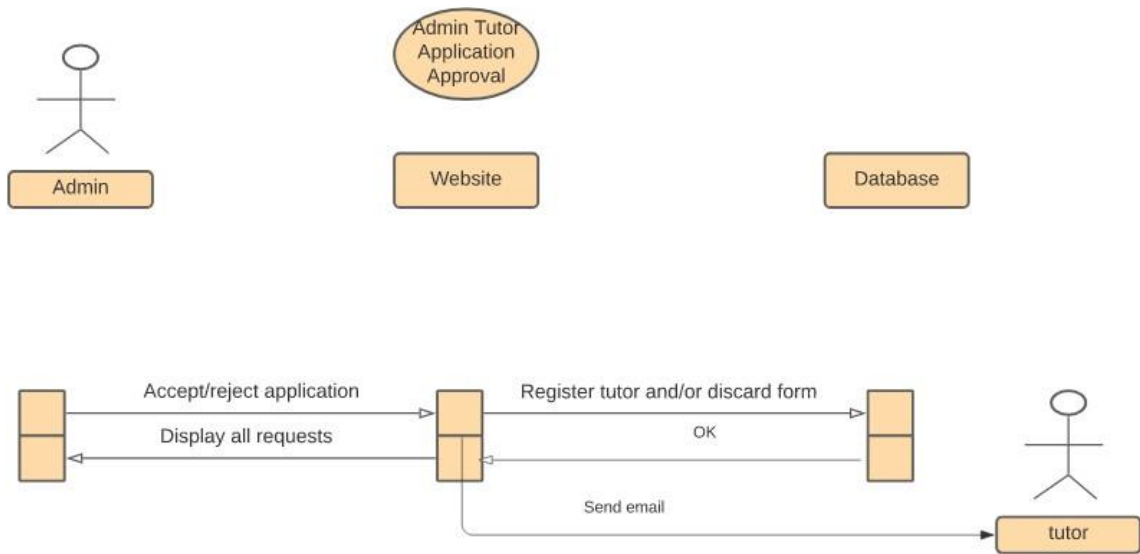 Admin Tutor
Application
Approval
Admin
Website
Database
Accept/reject application
Register tutor and/or discard form
Display all requests
OK
Send email
tutor